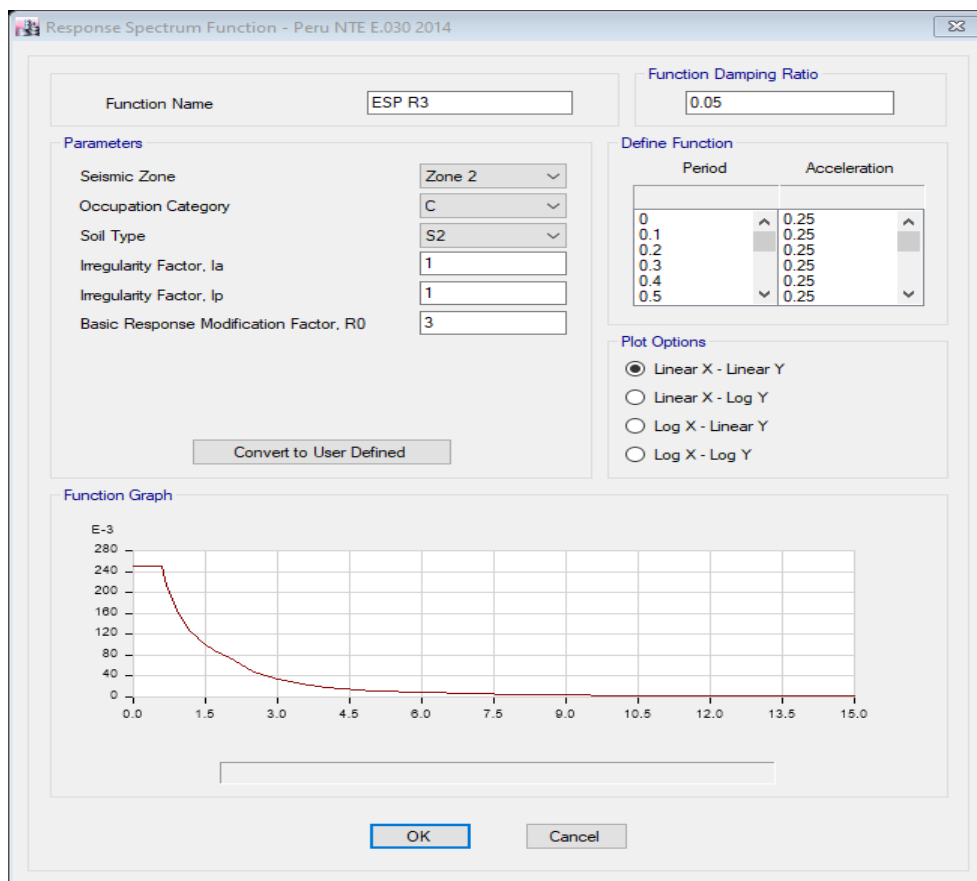 Response Spectrum Function - Peru NTE E.030 2014
Function Name
ESP R3
Function Damping Ratio
0.05
Parameters
Seismic Zone
Zone 2
Occupation Category
C
Soil Type
S2
Irregularity Factor, Ia
1
Irregularity Factor, Ip
1
Basic Response Modification Factor, R0
3
Convert to User Defined
Define Function
Period Acceleration
0 0.25
0.1 0.25
0.2 0.25
0.3 0.25
0.4 0.25
0.5 0.25
Plot Options
Linear X - Linear Y
Linear X - Log Y
Log X - Linear Y
Log X - Log Y
Function Graph
E-3
280
240
200
160
120
80
40
0
0.0 1.5 3.0 4.5 6.0 7.5 9.0 10.5 12.0 13.5 15.0
OK
Cancel